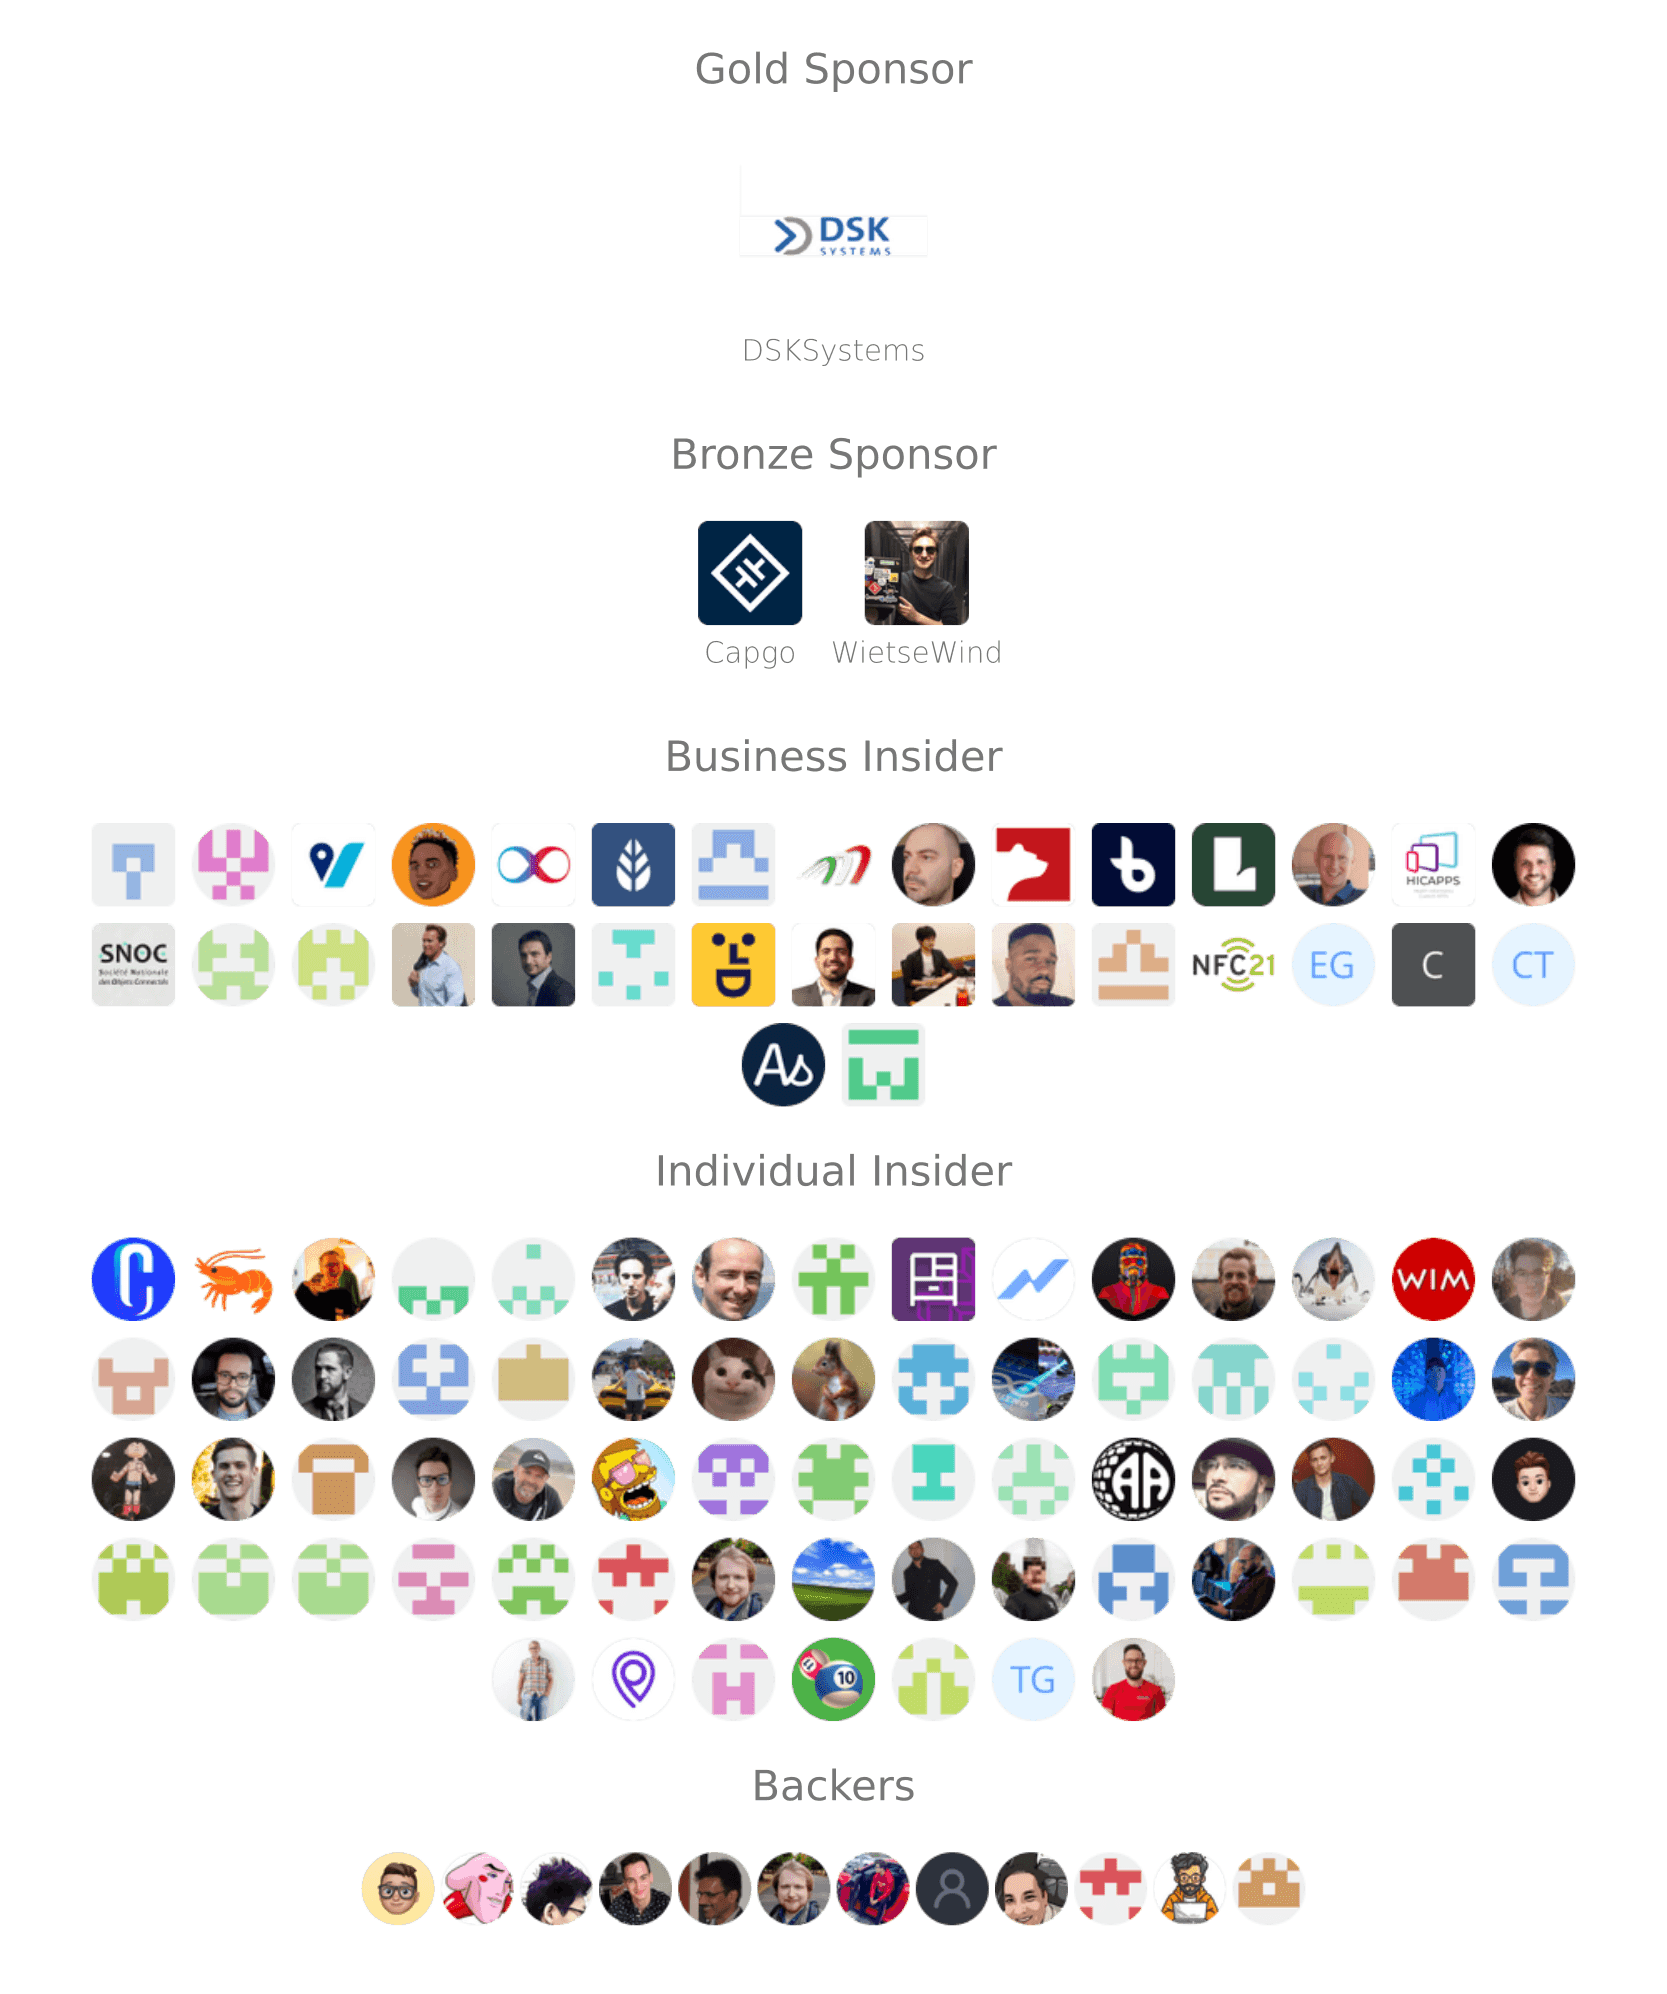 Gold Sponsor
DSK
SYSTEMS
DSKSystems
Bronze Sponsor
Capgo WietseWind
Business Insider
HICAPPS
SNOC
Société Nationale
des Objets Connectés
NFC21 EG C CT
As
Individual Insider
WIM
AA
11 10 TG
Backers